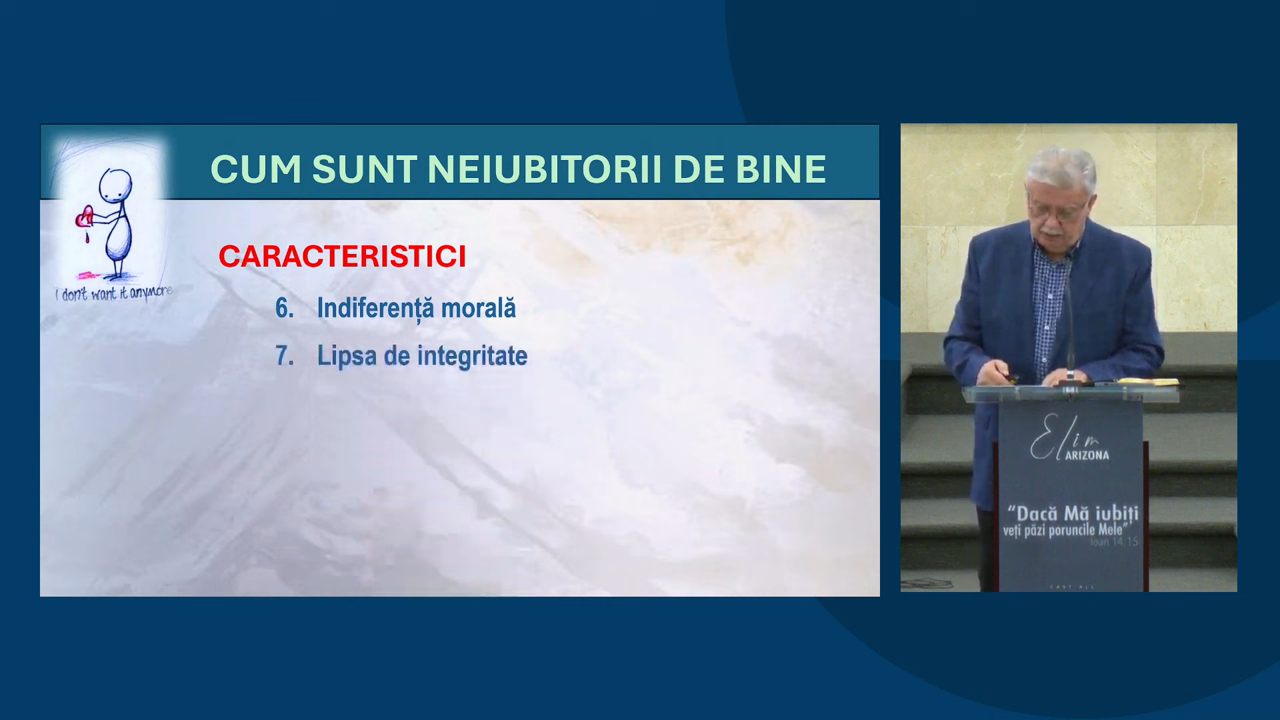 CUM SUNT NEIUBITORII DE BINE
i don't want it anymore
CARACTERISTICI
6. Indiferență morală
7. Lipsa de integritate
Elim
ARIZONA
“Dacă Mă iubiți
veți păzi poruncile Mele”
Ioan 14:15